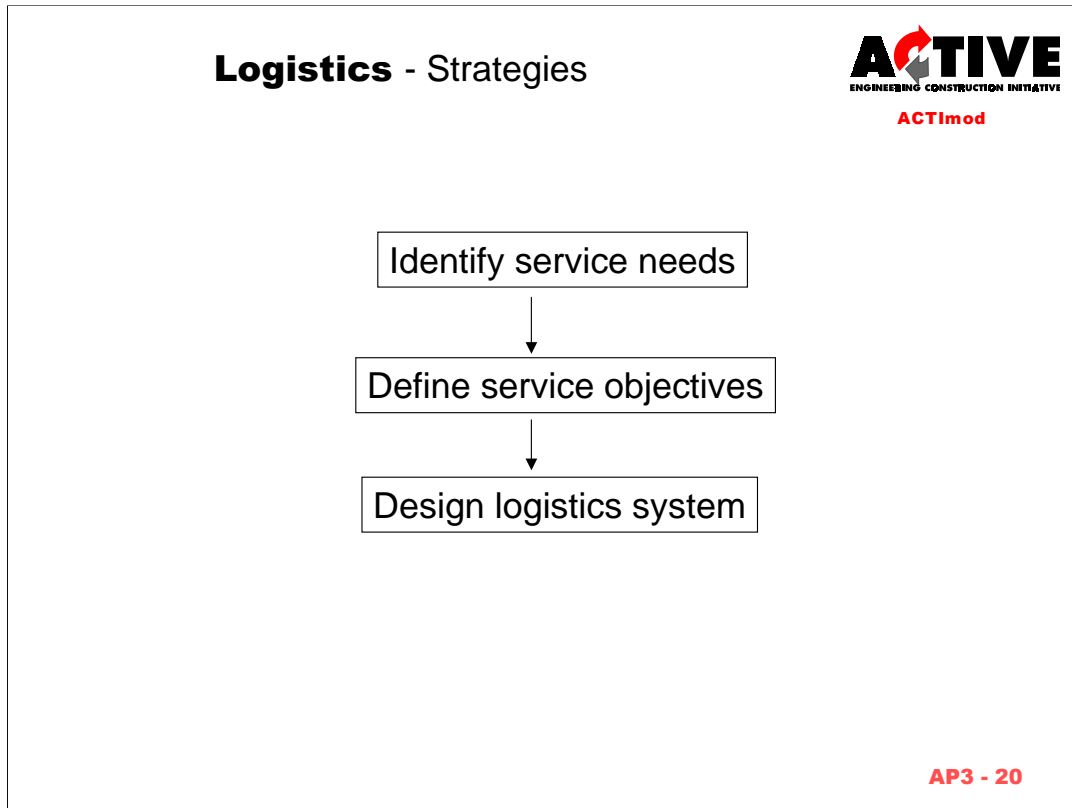 Logistics - Strategies
ACTIVE
ENGINEERING CONSTRUCTION INITIATIVE
ACTImod
Identify service needs
Define service objectives
Design logistics system
AP3 - 20